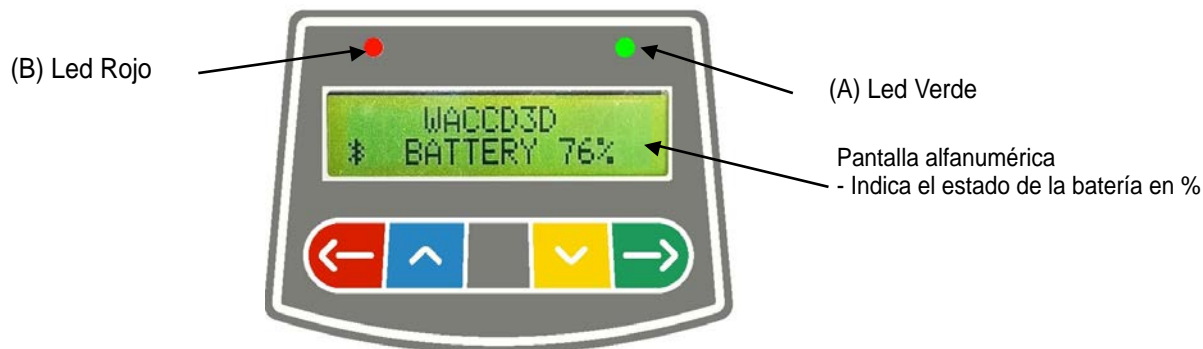 (B) Led Rojo
(A) Led Verde
WACCD3D
BATTERY 76%
Pantalla alfanumérica
- Indica el estado de la batería en %